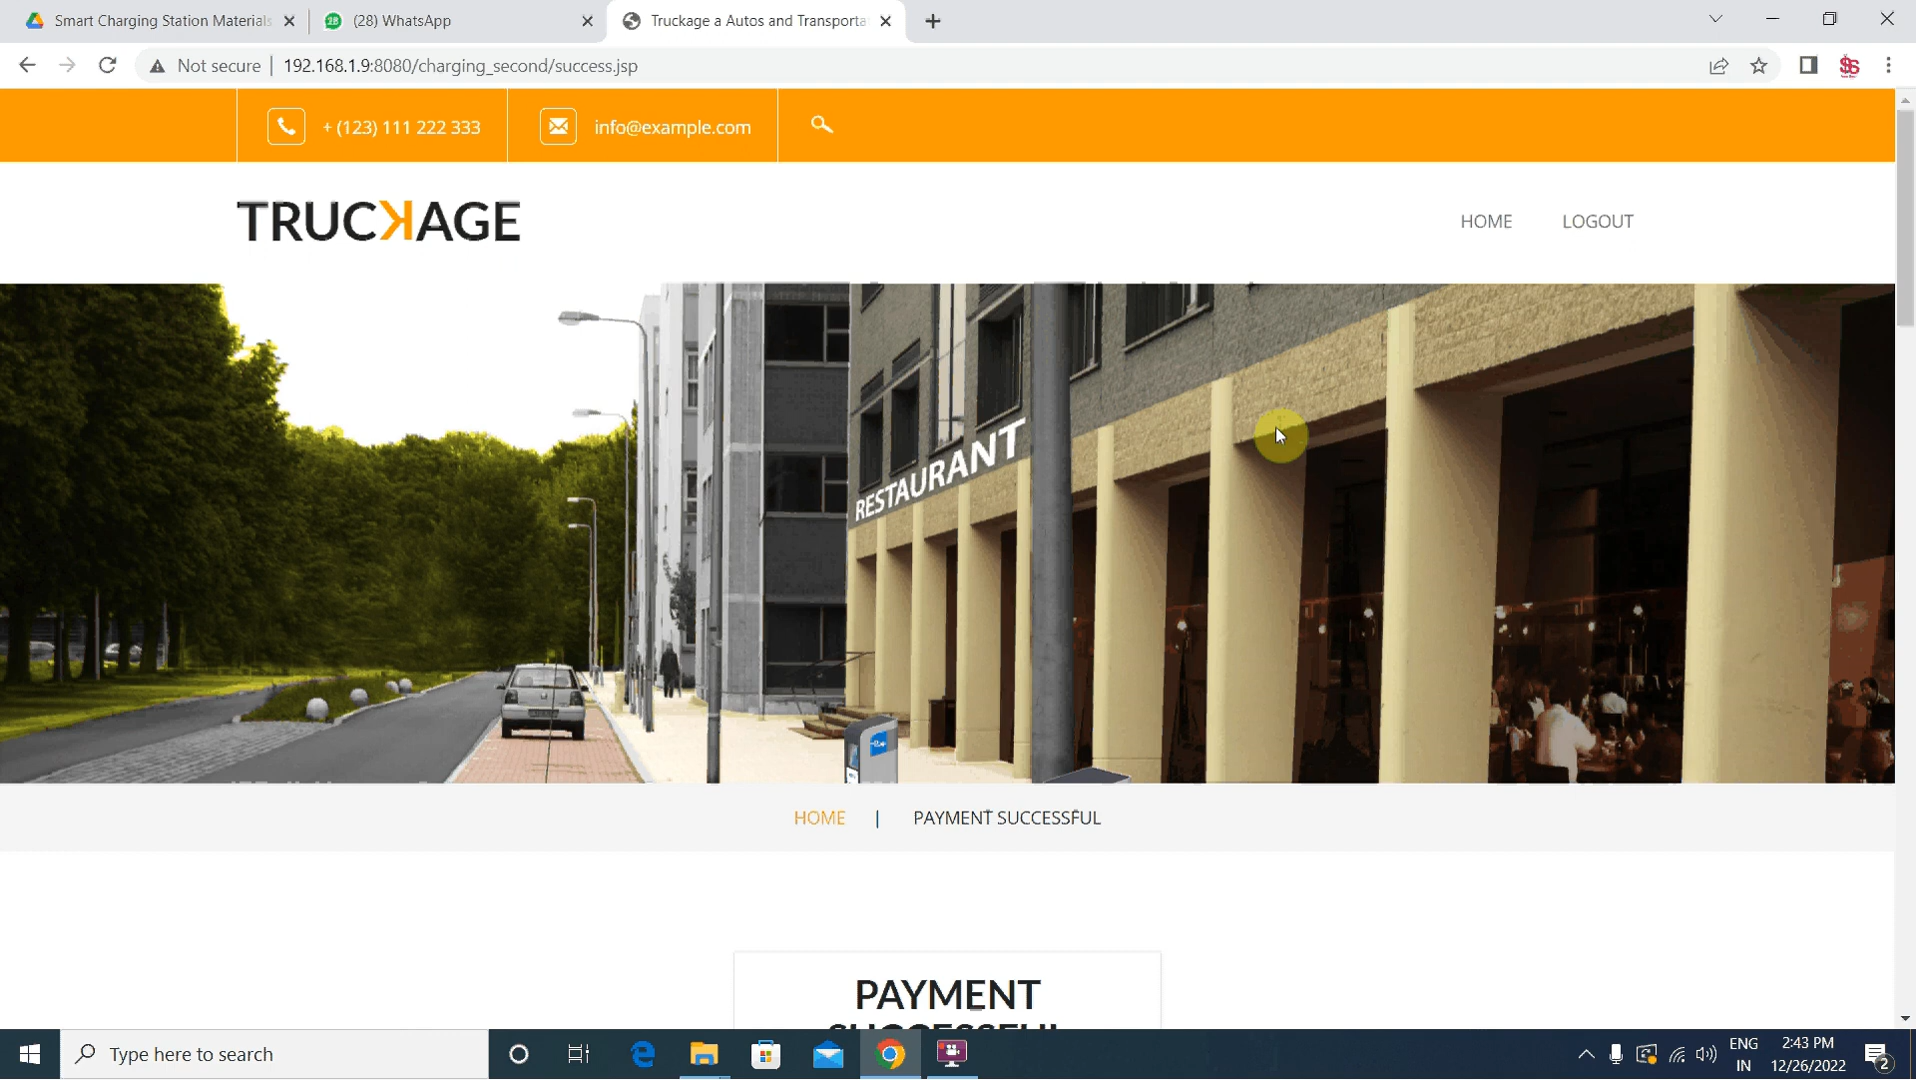 Smart Charging Station Materials
(28) WhatsApp
Truckage a Autos and Transporta
Not secure
192.168.1.9:8080/charging_second/success.jsp
+ (123) 111 222 333
info@example.com
TRUCKAGE
HOME
LOGOUT
RESTAURANT
HOME | PAYMENT SUCCESSFUL
PAYMENT
SUCCESSFUL
Type here to search
ENG
IN
2:43 PM
12/26/2022
2